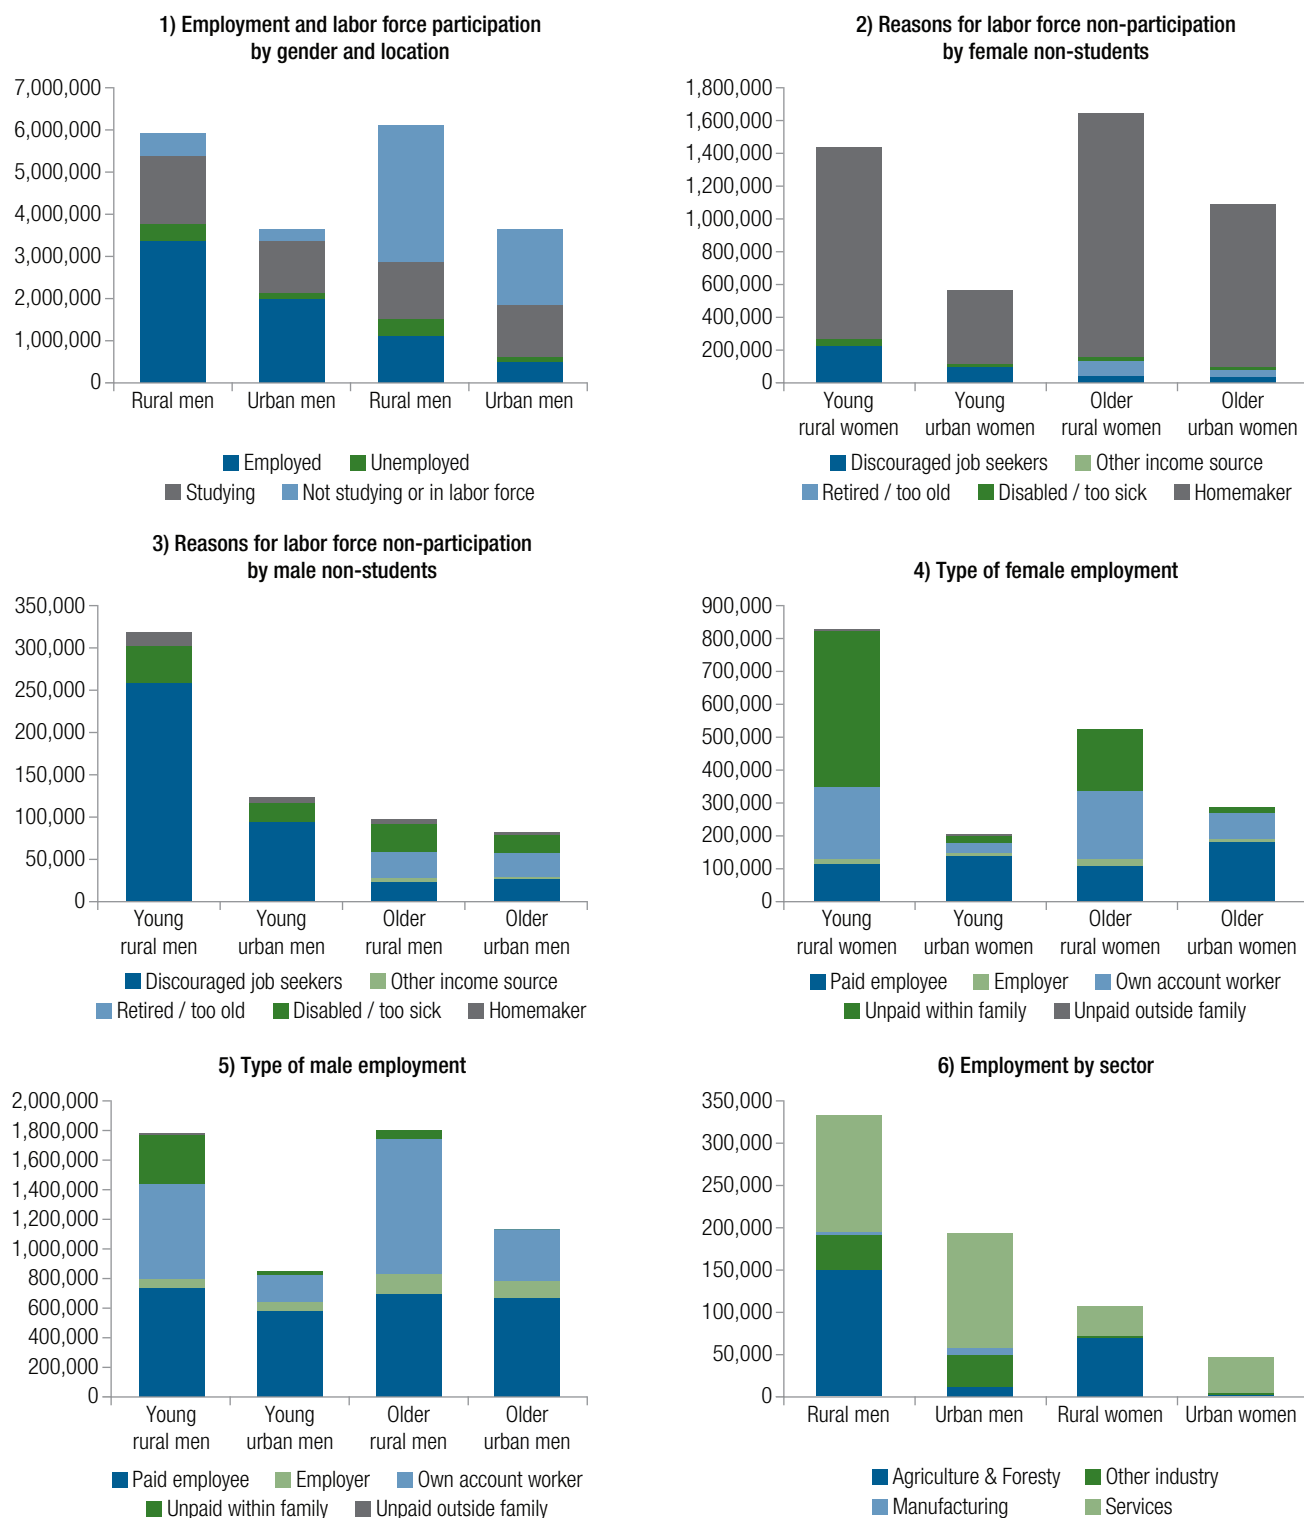 1) Employment and labor force participation
by gender and location
7,000,000
6,000,000
5,000,000
4,000,000
3,000,000
2,000,000
1,000,000
0
Rural men
Urban men
Rural men
Urban men
Employed
Unemployed
Studying
Not studying or in labor force
2) Reasons for labor force non-participation
by female non-students
1,800,000
1,600,000
1,400,000
1,200,000
1,000,000
800,000
600,000
400,000
200,000
0
Young
rural women
Young
urban women
Older
rural women
Older
urban women
Discouraged job seekers
Other income source
Retired / too old
Disabled / too sick
Homemaker
3) Reasons for labor force non-participation
by male non-students
350,000
300,000
250,000
200,000
150,000
100,000
50,000
0
Young
rural men
Young
urban men
Older
rural men
Older
urban men
Discouraged job seekers
Other income source
Retired / too old
Disabled / too sick
Homemaker
4) Type of female employment
900,000
800,000
700,000
600,000
500,000
400,000
300,000
200,000
100,000
0
Young
rural women
Young
urban women
Older
rural women
Older
urban women
Paid employee
Employer
Own account worker
Unpaid within family
Unpaid outside family
5) Type of male employment
2,000,000
1,800,000
1,600,000
1,400,000
1,200,000
1,000,000
800,000
600,000
400,000
200,000
0
Young
rural men
Young
urban men
Older
rural men
Older
urban men
Paid employee
Employer
Own account worker
Unpaid within family
Unpaid outside family
6) Employment by sector
350,000
300,000
250,000
200,000
150,000
100,000
50,000
0
Rural men
Urban men
Rural women
Urban women
Agriculture & Foresty
Other industry
Manufacturing
Services